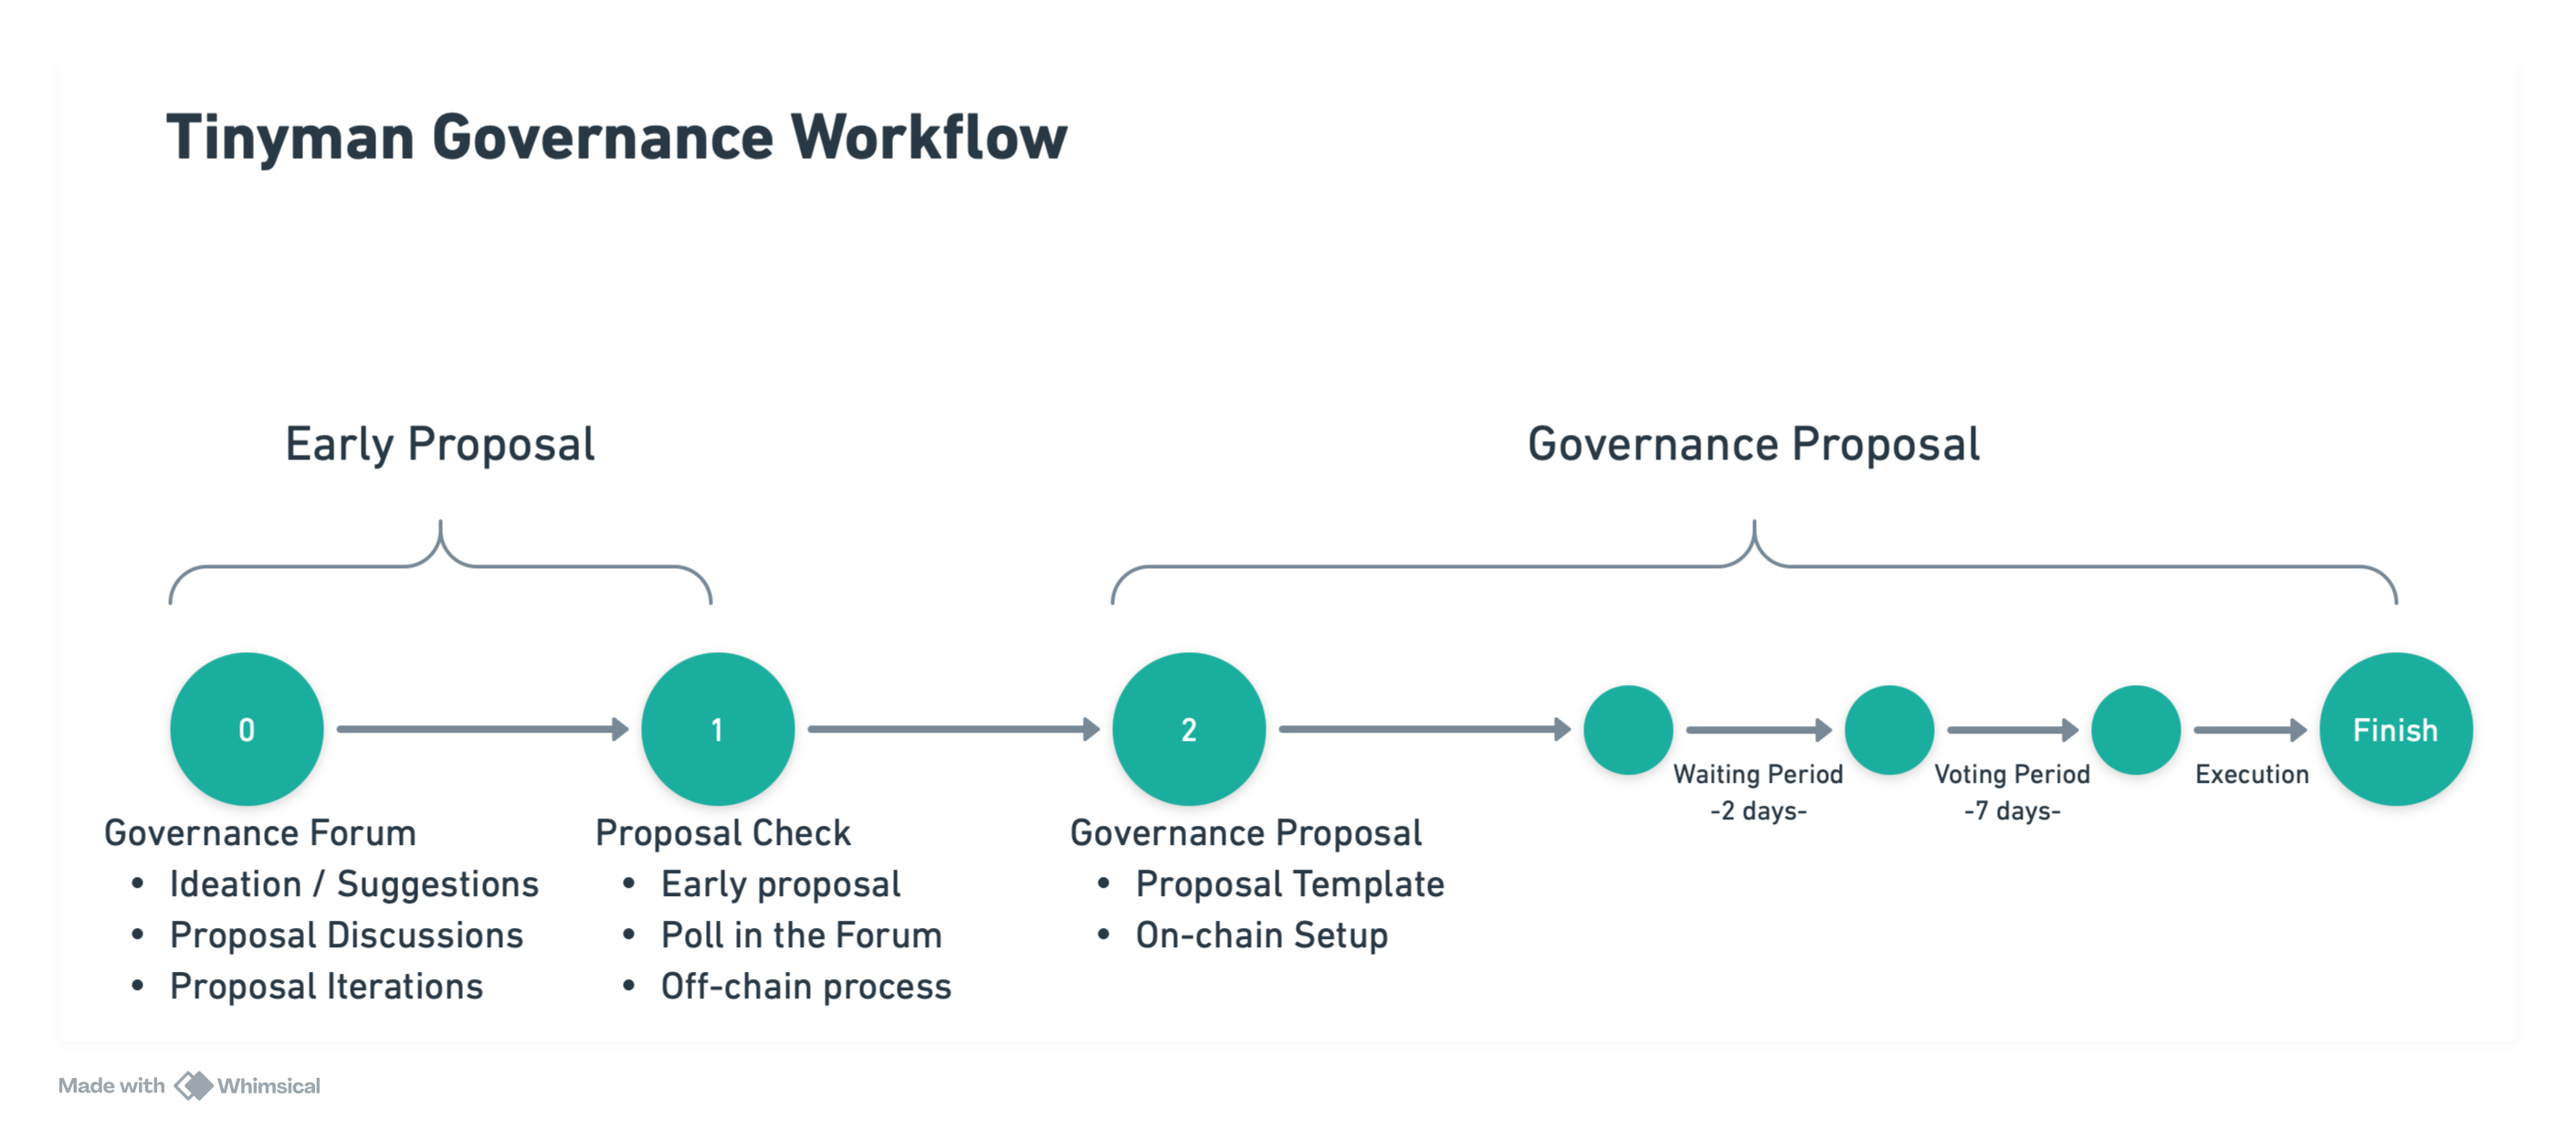 Tinyman Governance Workflow
Early Proposal
Governance Proposal
0
1
2
Finish
Waiting Period
-2 days-
Voting Period
-7 days-
Execution
Governance Forum
• Ideation / Suggestions
• Proposal Discussions
• Proposal Iterations
Proposal Check
• Early proposal
• Poll in the Forum
• Off-chain process
Governance Proposal
• Proposal Template
• On-chain Setup
Made with Whimsical